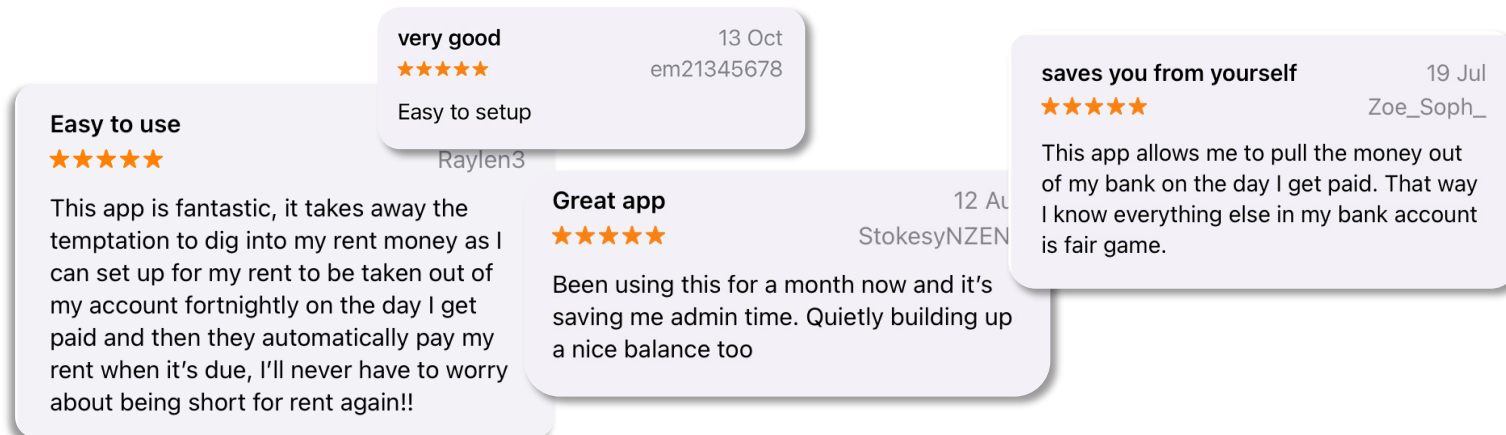 very good
13 Oct
em21345678
Easy to setup
Easy to use
Raylen3
This app is fantastic, it takes away the
temptation to dig into my rent money as I
can set up for my rent to be taken out of
my account fortnightly on the day I get
paid and then they automatically pay my
rent when it’s due, I’ll never have to worry
about being short for rent again!!
Great app
12
StokesyNZEN
Been using this for a month now and it’s
saving me admin time. Quietly building up
a nice balance too
saves you from yourself
19 Jul
Zoe_Soph_
This app allows me to pull the money out
of my bank on the day I get paid. That way
I know everything else in my bank account
is fair game.